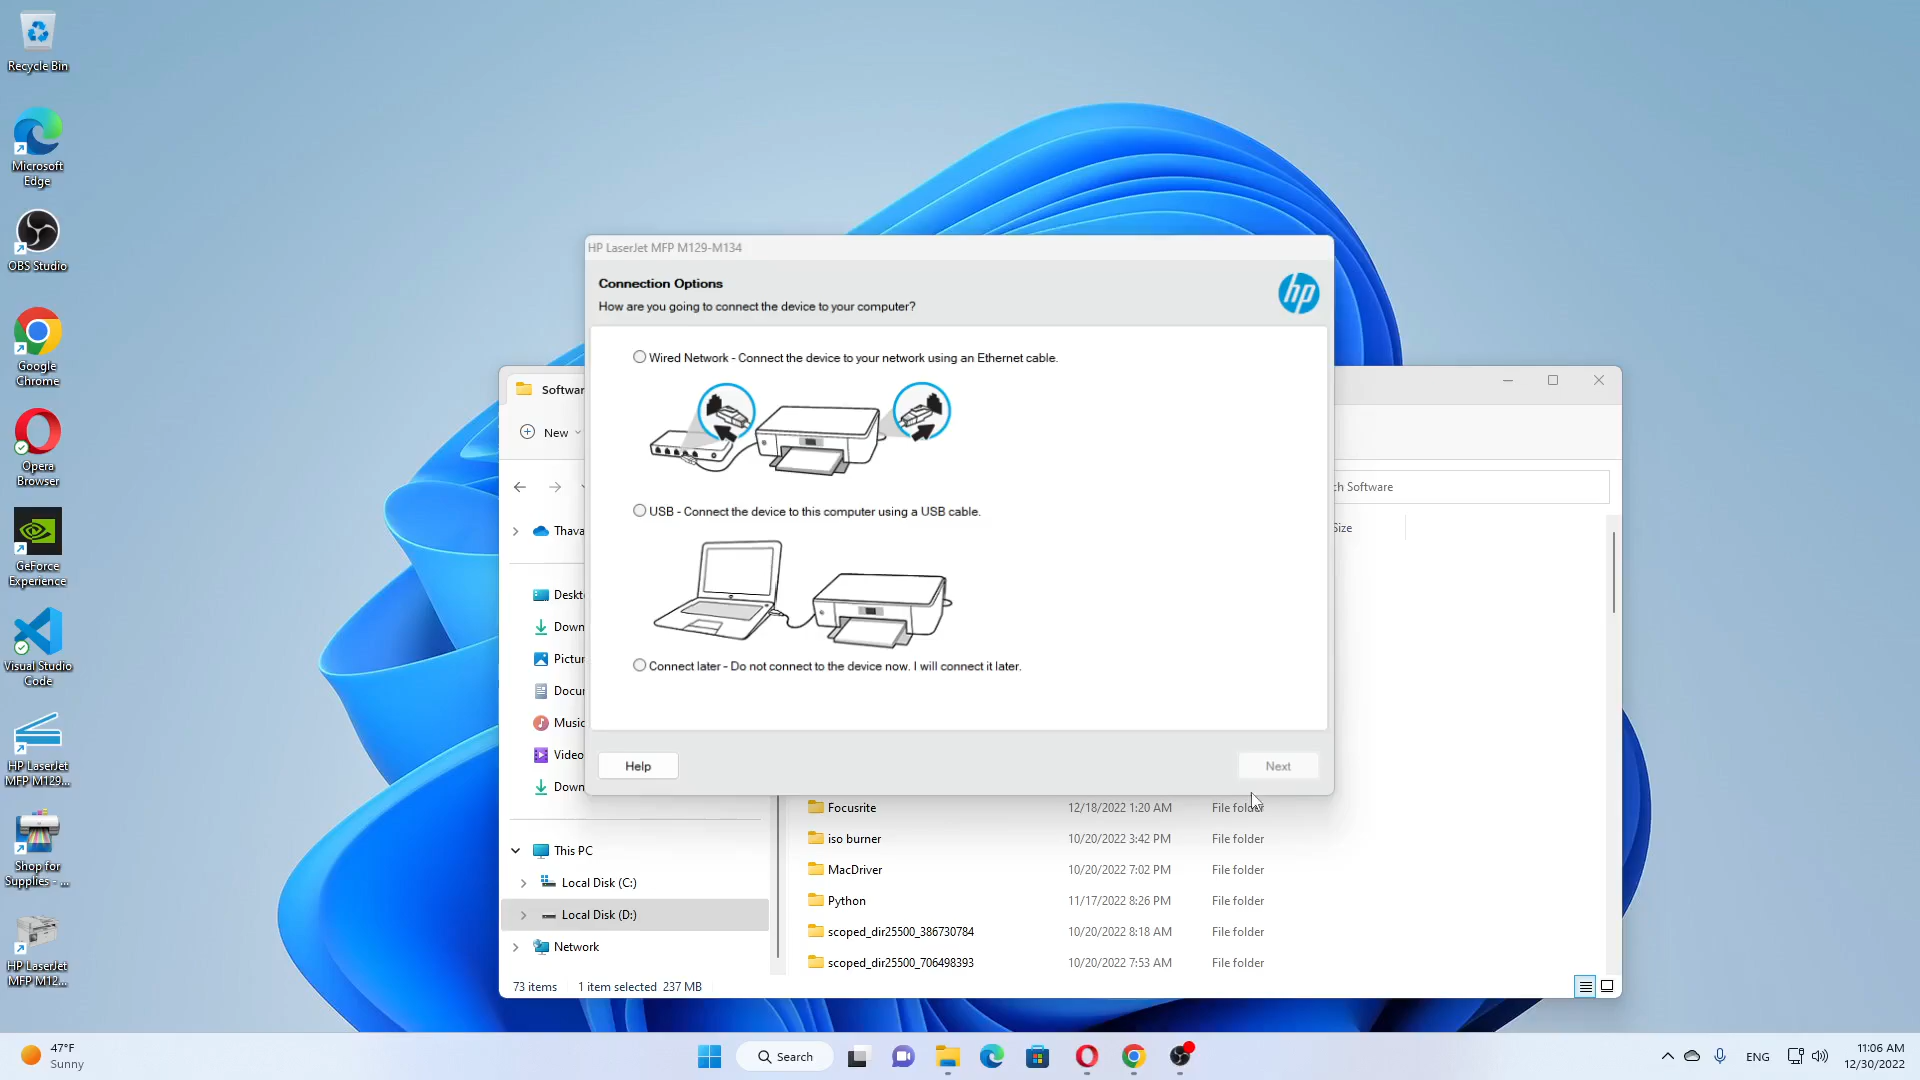 Recycle Bin
Microsoft
Edge
OBS Studio
Google
Chrome
Opera
Browser
GeForce
Experience
Visual Studio
Code
HP LaserJet
MFP M129...
Shop for
Supplies - ...
HP LaserJet
MFP M12...
HP LaserJet MFP M129-M134
Connection Options
How are you going to connect the device to your computer?
hp
Wired Network - Connect the device to your network using an Ethernet cable.
USB - Connect the device to this computer using a USB cable.
Connect later - Do not connect to the device now. I will connect it later.
Help
Next
Softwar
New
ch Software
Size
Thava
Deskt
Down
Pictur
Docu
Music
Video
Down
This PC
Local Disk (C:)
Local Disk (D:)
Network
Focusrite 12/18/2022 1:20 AM File folder
iso burner 10/20/2022 3:42 PM File folder
MacDriver 10/20/2022 7:02 PM File folder
Python 11/17/2022 8:26 PM File folder
scoped_dir25500_386730784 10/20/2022 8:18 AM File folder
scoped_dir25500_706498393 10/20/2022 7:53 AM File folder
73 items 1 item selected 237 MB
47°F
Sunny
Search
ENG
11:06 AM
12/30/2022